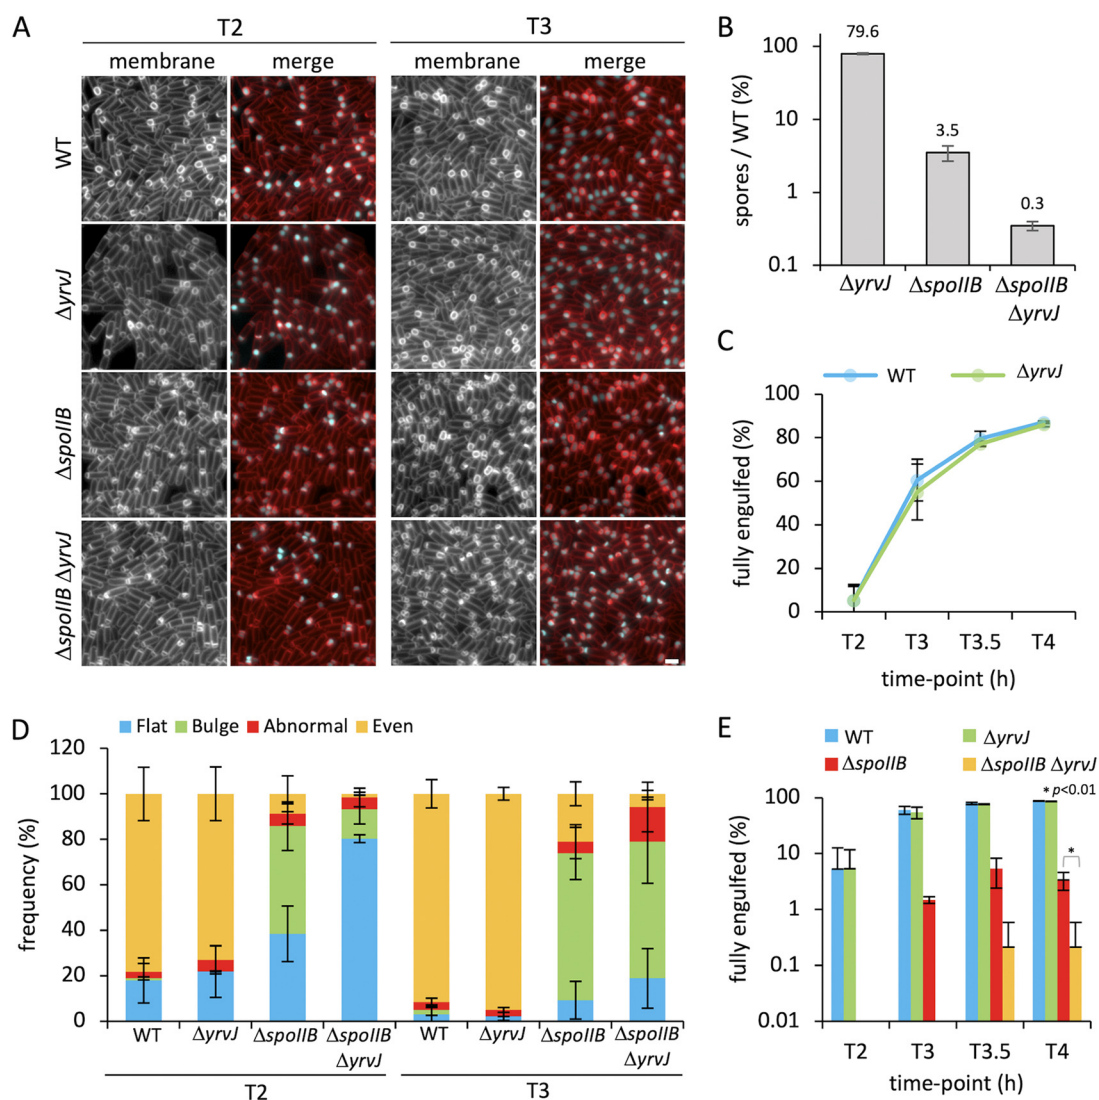 A
T2
T3
membrane
merge
membrane
merge
WT
ΔyrvJ
ΔspoIIB
ΔspoIIB ΔyrvJ
B
spores / WT (%)
100
10
1
0.1
79.6
3.5
0.3
ΔyrvJ
ΔspoIIB
ΔspoIIB
ΔyrvJ
C
WT
ΔyrvJ
fully engulfed (%)
100
80
60
40
20
0
T2
T3
T3.5
T4
time-point (h)
D
Flat
Bulge
Abnormal
Even
frequency (%)
120
100
80
60
40
20
0
WT
ΔyrvJ
ΔspoIIB
ΔspoIIB
ΔyrvJ
WT
ΔyrvJ
ΔspoIIB
ΔspoIIB
ΔyrvJ
T2
T3
E
WT
ΔyrvJ
ΔspoIIB
ΔspoIIB ΔyrvJ
* p<0.01
*
fully engulfed (%)
100
10
1
0.1
0.01
T2
T3
T3.5
T4
time-point (h)